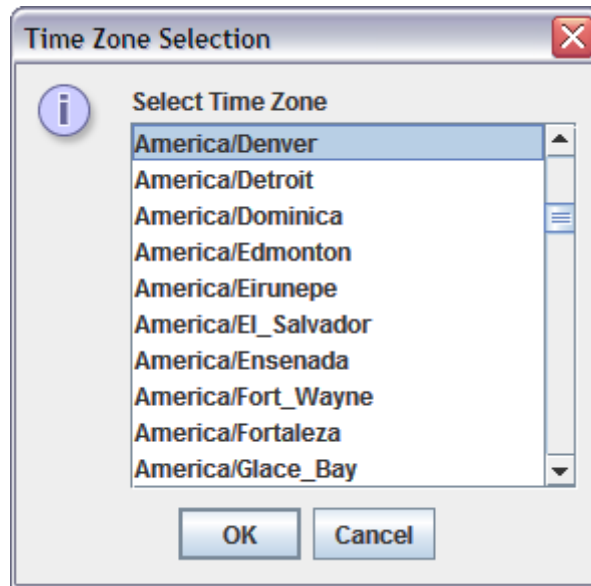 Time Zone Selection
Select Time Zone
America/Denver
America/Detroit
America/Dominica
America/Edmonton
America/Eirunepe
America/El_Salvador
America/Ensenada
America/Fort_Wayne
America/Fortaleza
America/Glace_Bay
OK Cancel